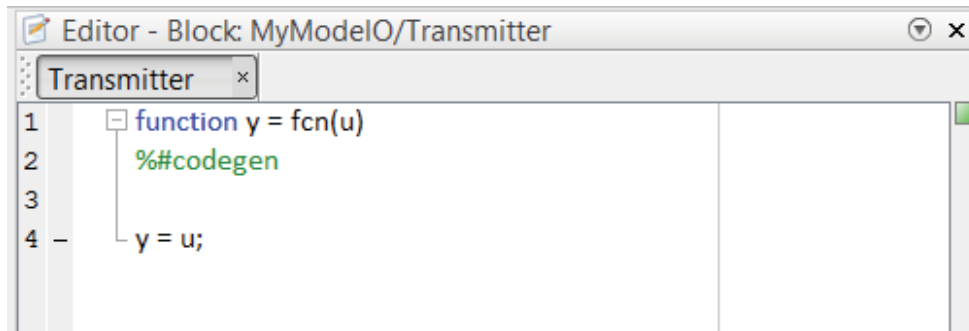 Editor - Block: MyModelO/Transmitter
Transmitter ×
1 function y = fcn(u)
2 %#codegen
3
4 – y = u;